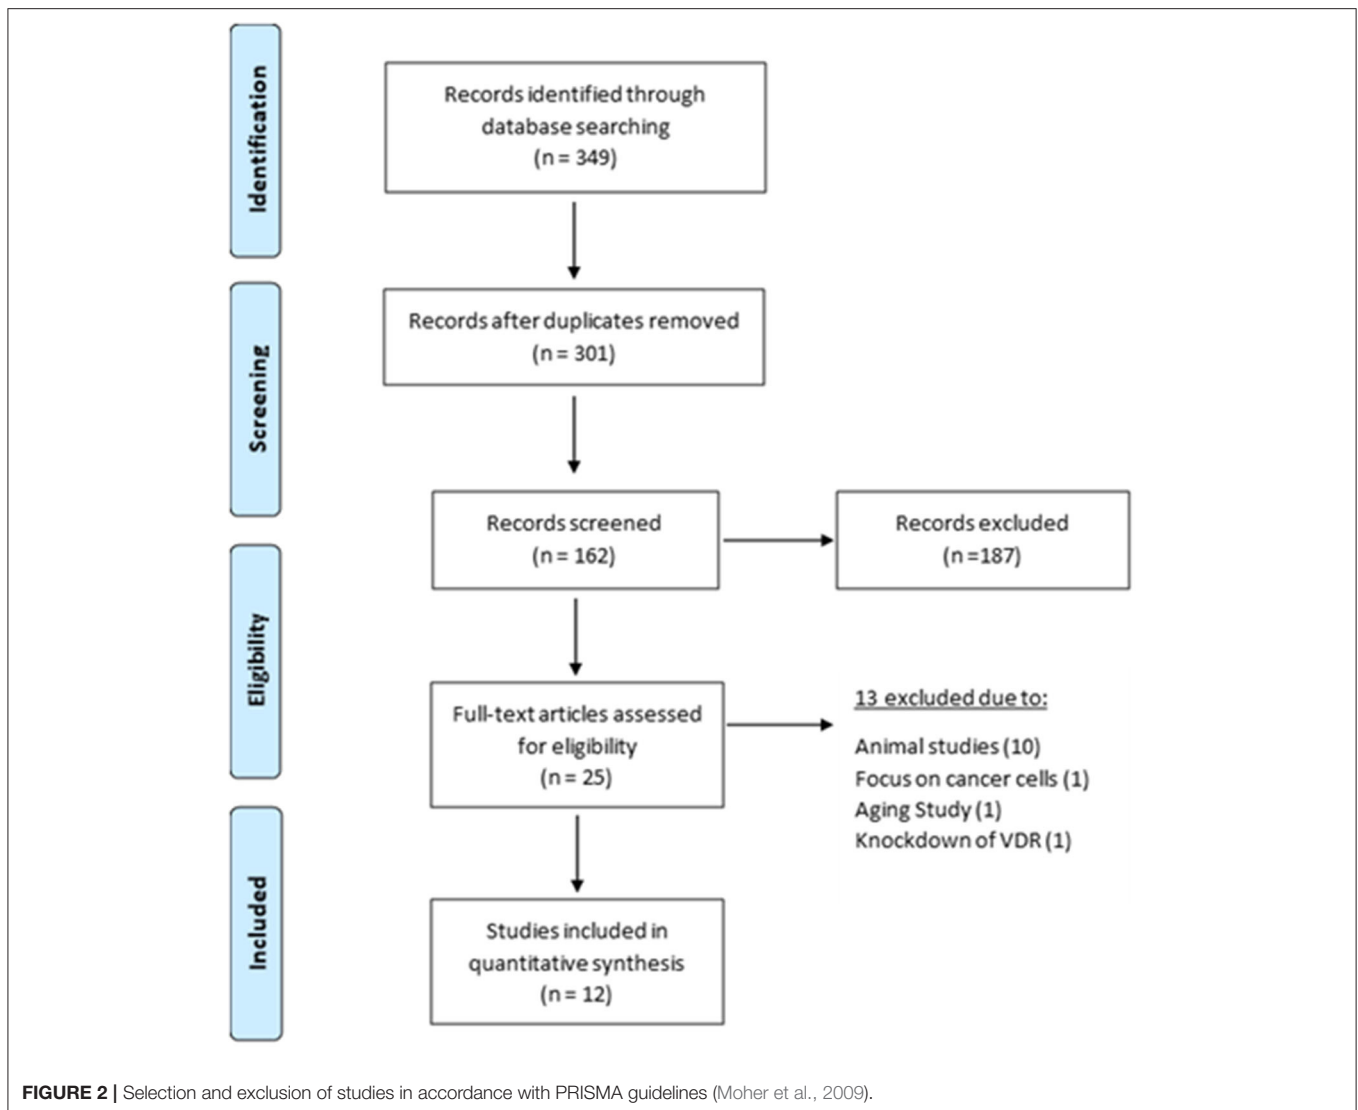 Identification
Records identified through
database searching
(n = 349)
Screening
Records after duplicates removed
(n = 301)
Records screened
(n = 162)
Records excluded
(n =187)
Eligibility
Full-text articles assessed
for eligibility
(n = 25)
13 excluded due to:
Animal studies (10)
Focus on cancer cells (1)
Aging Study (1)
Knockdown of VDR (1)
Included
Studies included in
quantitative synthesis
(n = 12)
FIGURE 2 | Selection and exclusion of studies in accordance with PRISMA guidelines (Moher et al., 2009).